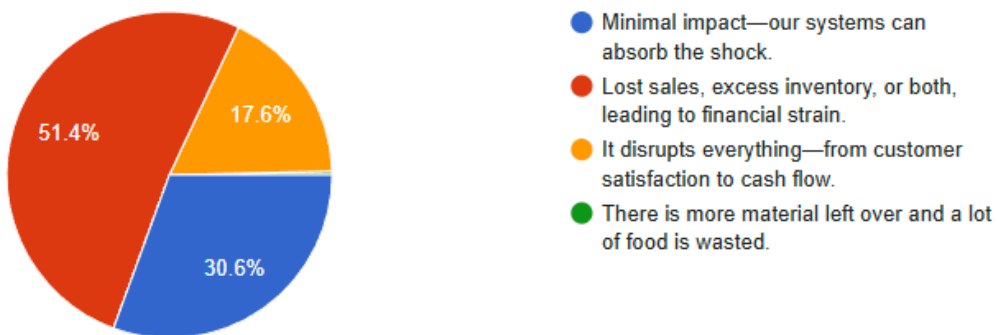 Minimal impact—our systems can
absorb the shock.
Lost sales, excess inventory, or both,
leading to financial strain.
It disrupts everything—from customer
satisfaction to cash flow.
There is more material left over and a lot
of food is wasted.
51.4%
17.6%
30.6%